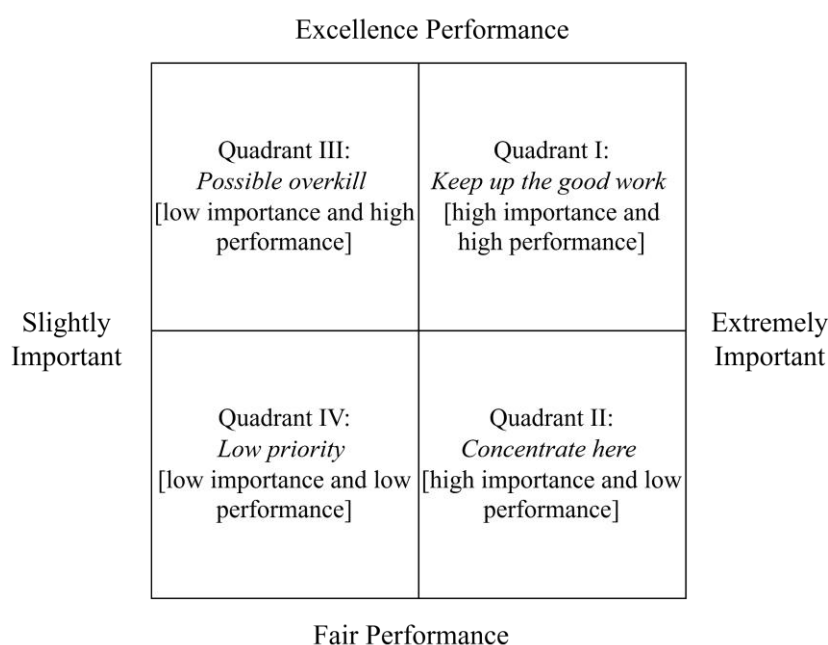 Excellence Performance
Quadrant III:
Possible overkill
[low importance and high
performance]
Quadrant I:
Keep up the good work
[high importance and
high performance]
Slightly
Important
Extremely
Important
Quadrant IV:
Low priority
[low importance and low
performance]
Quadrant II:
Concentrate here
[high importance and low
performance]
Fair Performance